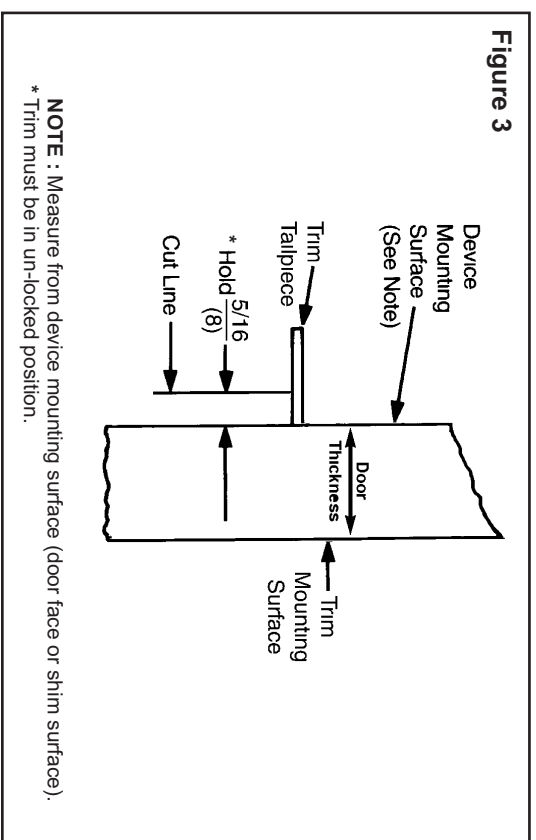 Figure 3
Device
Mounting
Surface
(See Note)
Trim
Tailpiece
* Hold 5/16
(8)
Cut Line
Door
Thickness
Trim
Mounting
Surface
NOTE : Measure from device mounting surface (door face or shim surface).
* Trim must be in un-locked position.